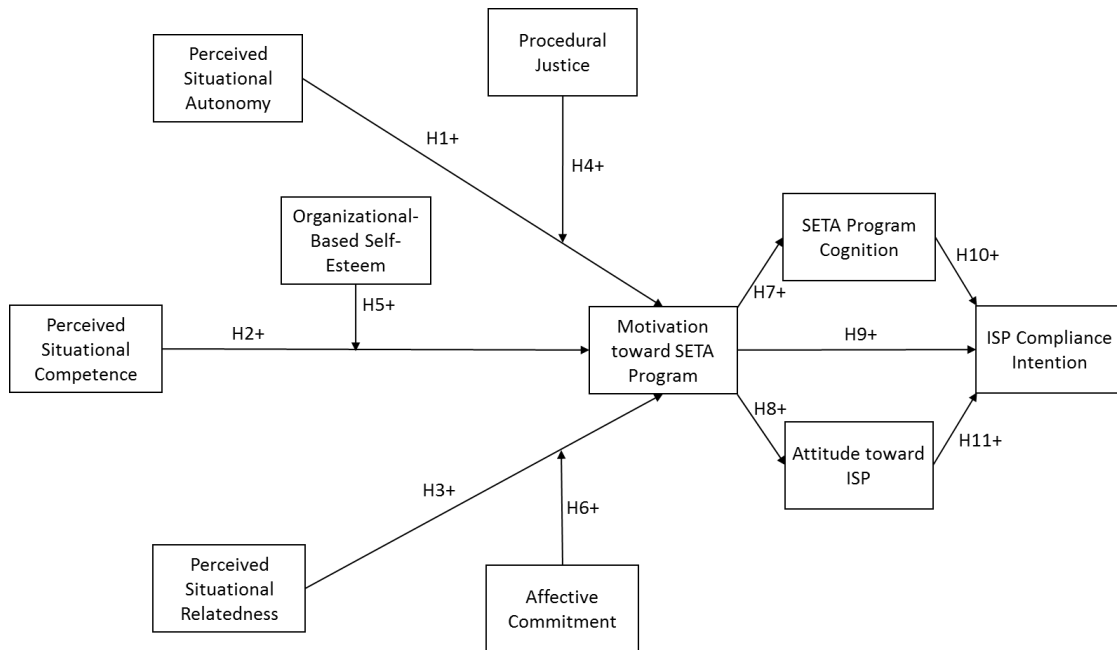 Perceived
Situational
Autonomy
Procedural
Justice
H1+
H4+
Organizational-
Based Self-
Esteem
SETA Program
Cognition
H10+
H5+
H7+
Perceived
Situational
Competence
H2+
Motivation
toward SETA
Program
H9+
ISP Compliance
Intention
H8+
Attitude toward
ISP
H11+
H3+
H6+
Perceived
Situational
Relatedness
Affective
Commitment